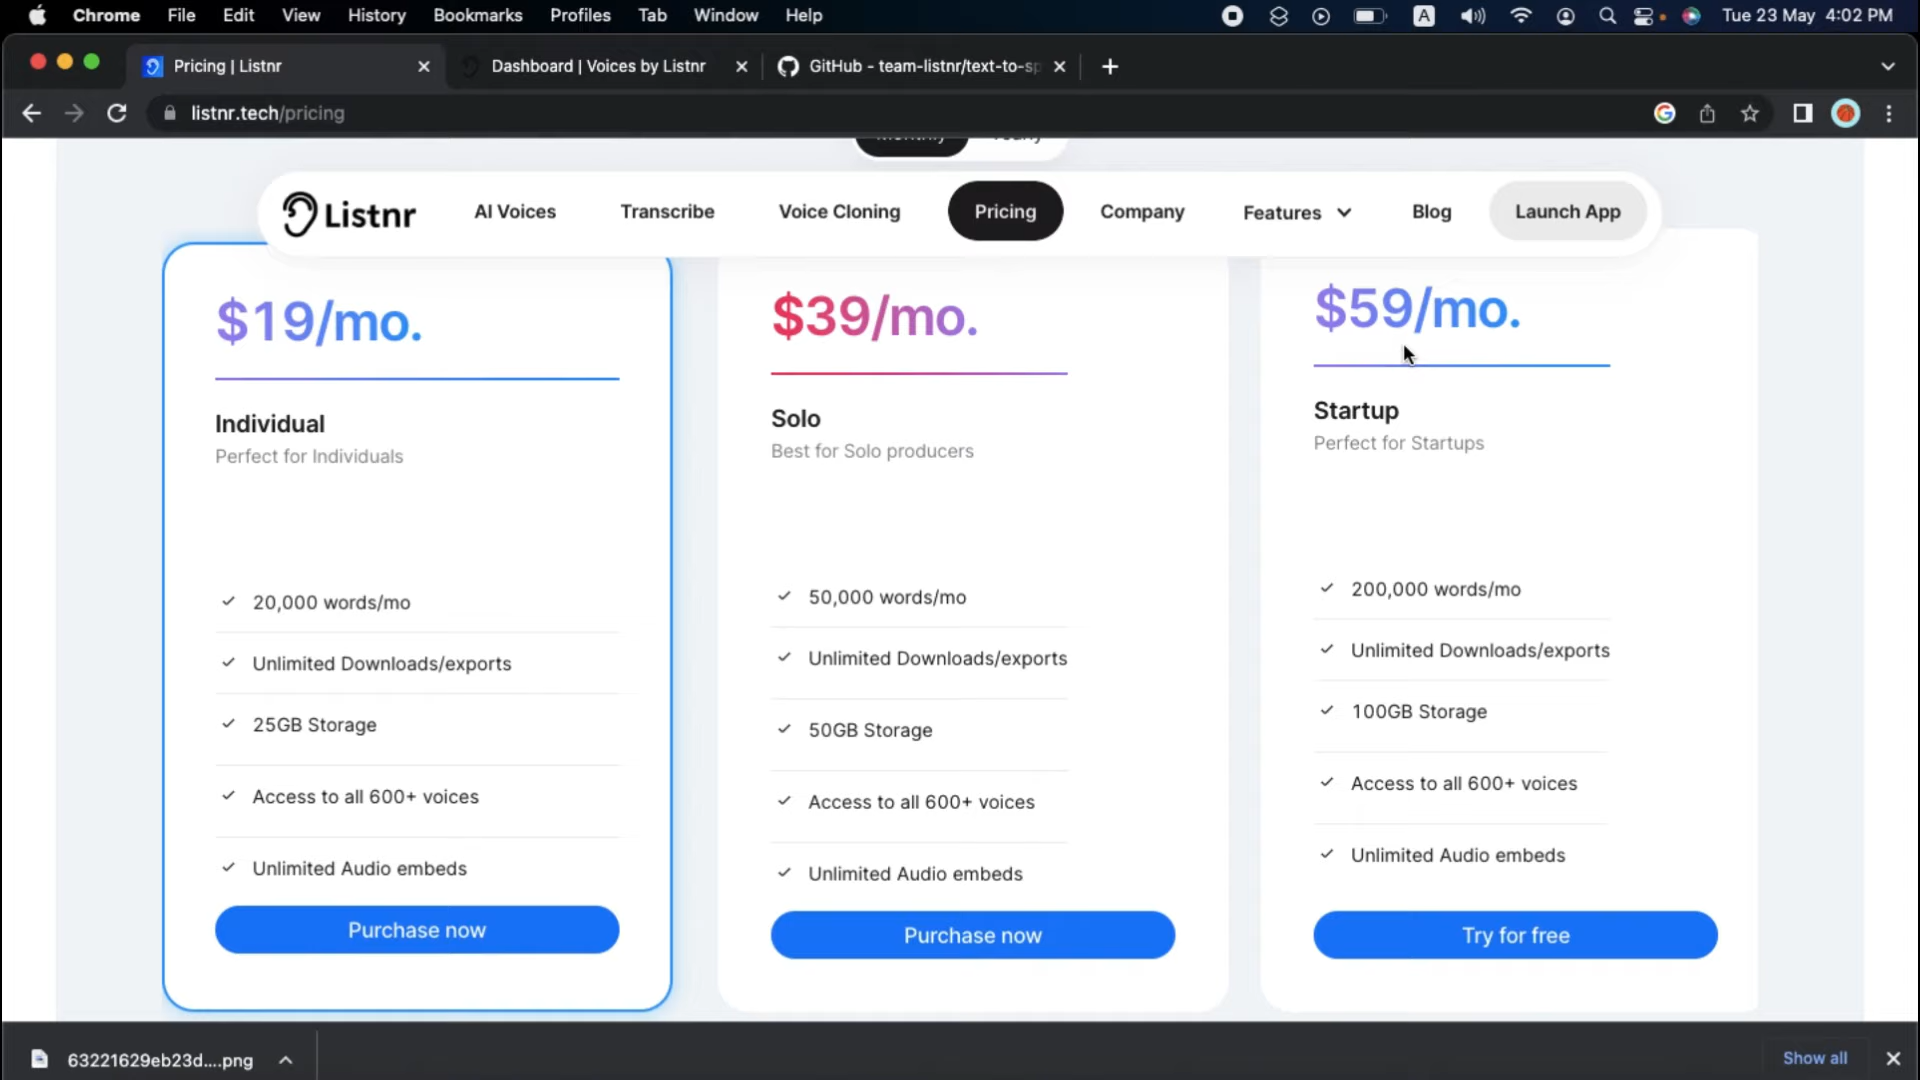 Chrome File Edit View History Bookmarks Profiles Tab Window Help A Tue 23 May 4:02 PM
Pricing | Listnr Dashboard | Voices by Listnr GitHub - team-listnr/text-to-sp
listnr.tech/pricing
Monthly Yearly
Listnr AI Voices Transcribe Voice Cloning Pricing Company Features Blog Launch App
$19/mo.
Individual
Perfect for Individuals
20,000 words/mo
Unlimited Downloads/exports
25GB Storage
Access to all 600+ voices
Unlimited Audio embeds
Purchase now
$39/mo.
Solo
Best for Solo producers
50,000 words/mo
Unlimited Downloads/exports
50GB Storage
Access to all 600+ voices
Unlimited Audio embeds
Purchase now
$59/mo.
Startup
Perfect for Startups
200,000 words/mo
Unlimited Downloads/exports
100GB Storage
Access to all 600+ voices
Unlimited Audio embeds
Try for free
63221629eb23d....png Show all